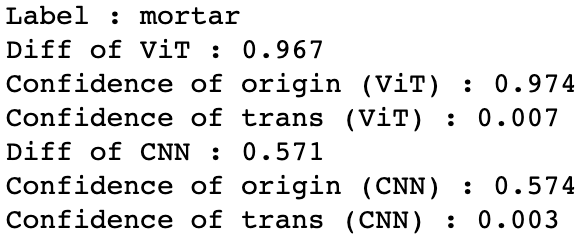 Label : mortar
Diff of ViT : 0.967
Confidence of origin (ViT) : 0.974
Confidence of trans (ViT) : 0.007
Diff of CNN : 0.571
Confidence of origin (CNN) : 0.574
Confidence of trans (CNN) : 0.003